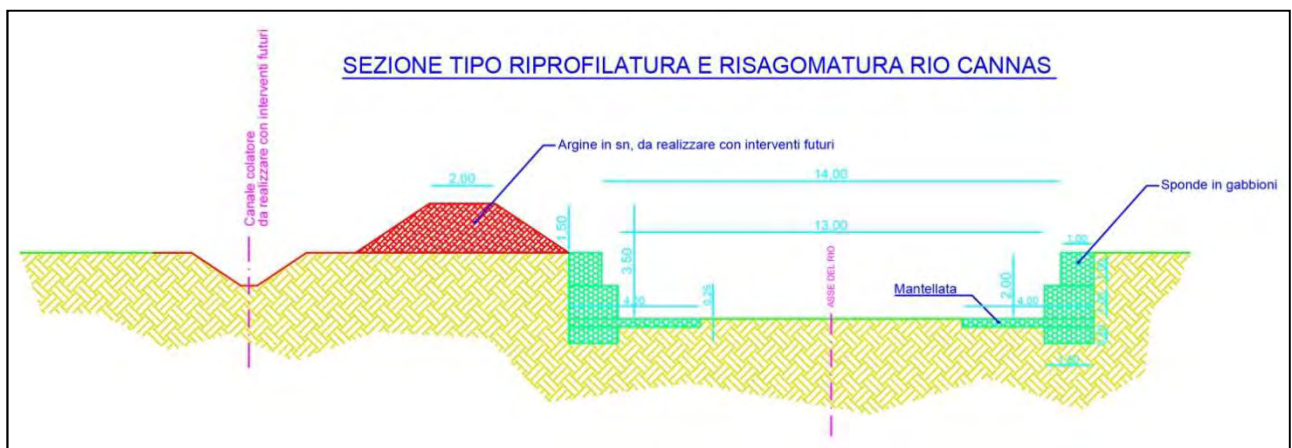 SEZIONE TIPO RIPROFILATURA E RISAGOMATURA RIO CANNAS
Canale colatore
da realizzare con interventi futuri
Argine in sn, da realizzare con interventi futuri
2,00
14,00
Sponde in gabbioni
1,50
13,00
1,00
3,50
2,00
Mantellata
4,00
0,25
4,00
ASSE DEL RIO